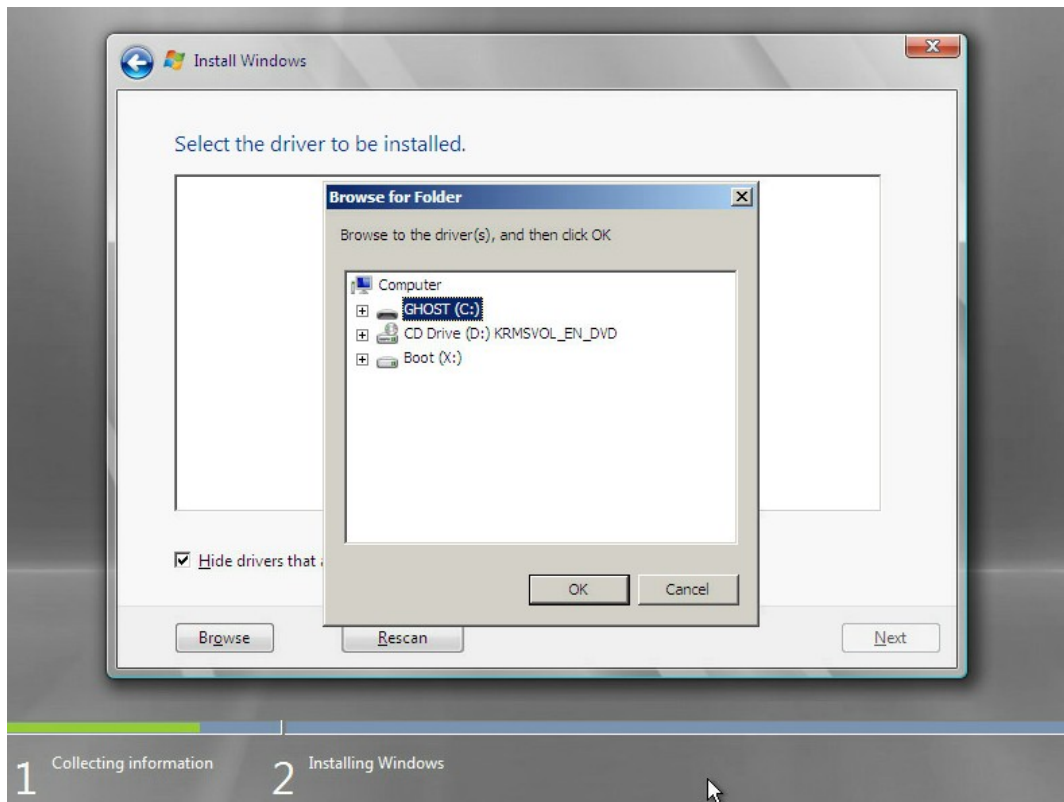 Install Windows
Select the driver to be installed.
Browse for Folder
Browse to the driver(s), and then click OK
Computer
GHOST (C:)
CD Drive (D:) KRMSVOL_EN_DVD
Boot (X:)
Hide drivers that
OK Cancel
Browse Rescan Next
1 Collecting information 2 Installing Windows